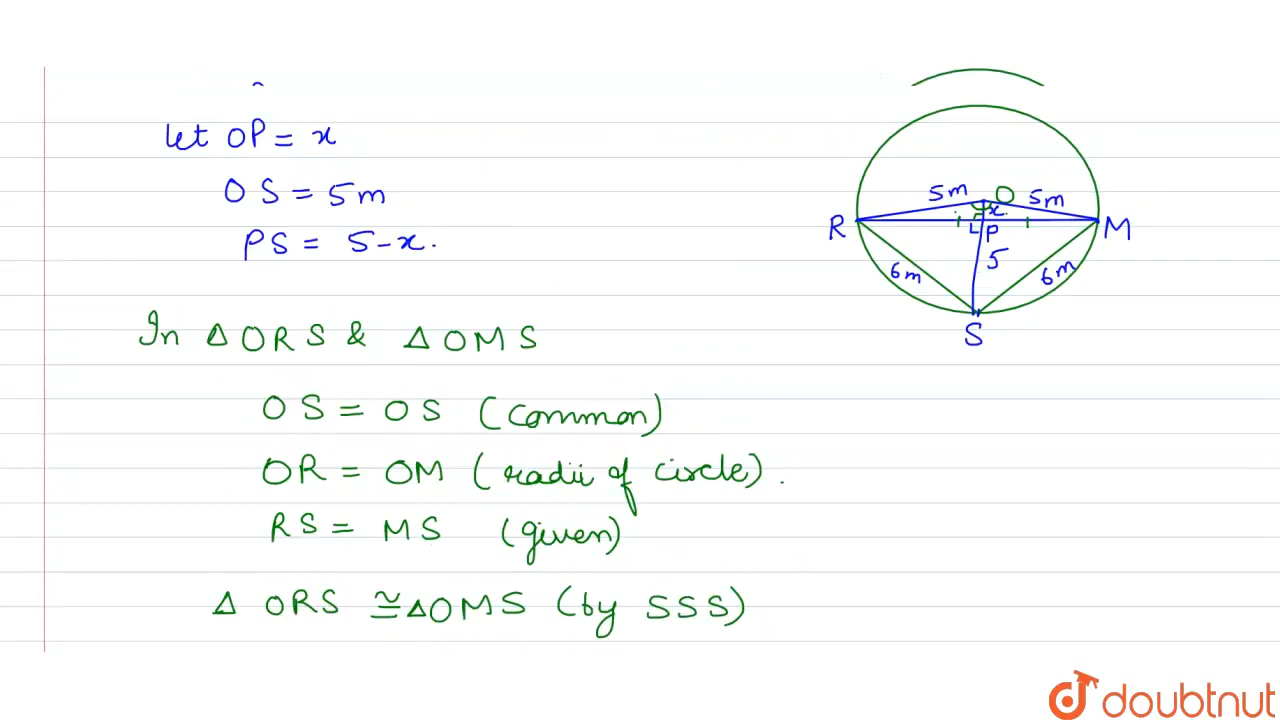 let OP = x
OS = 5m
PS = 5-x.
In Δ ORS & Δ OMS
OS = OS (common)
OR = OM (radii of circle).
RS = MS (given)
Δ ORS ≅ Δ OMS (by SSS)
5m O 5m
x
R L P M
5
6m 6m
S
doubtnut